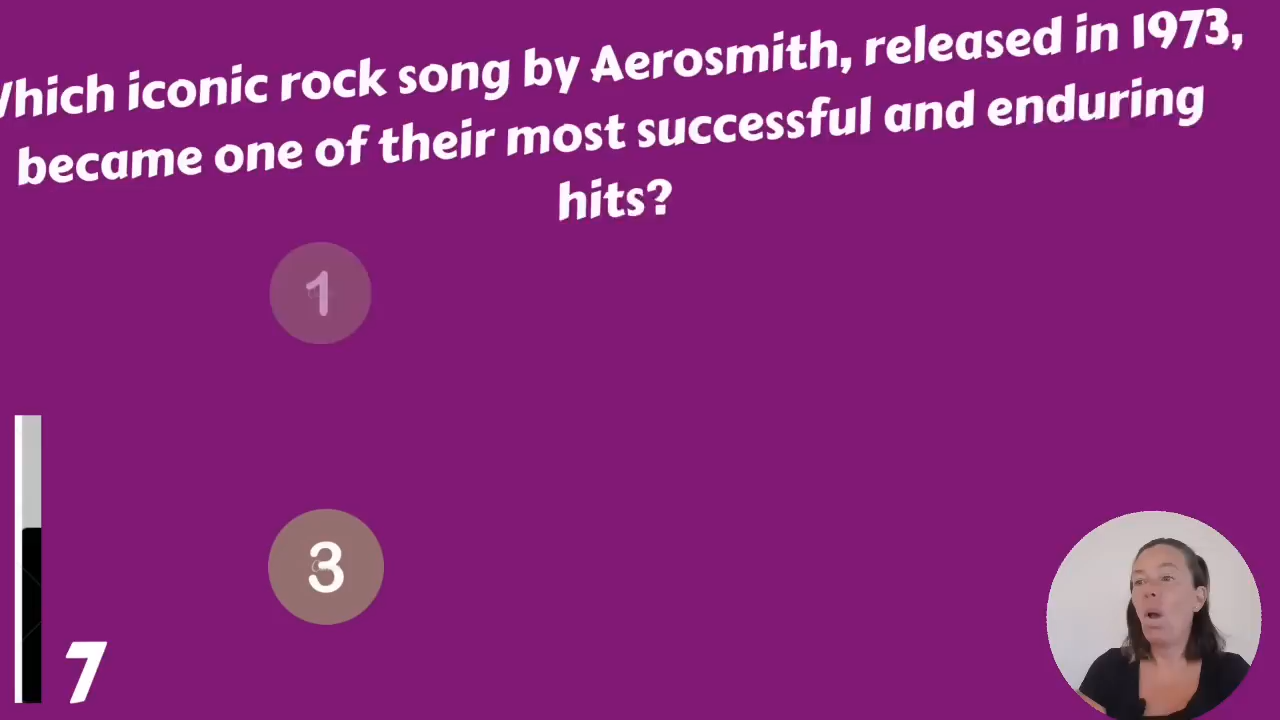 Which iconic rock song by Aerosmith, released in 1973,
became one of their most successful and enduring
hits?
1
3
7